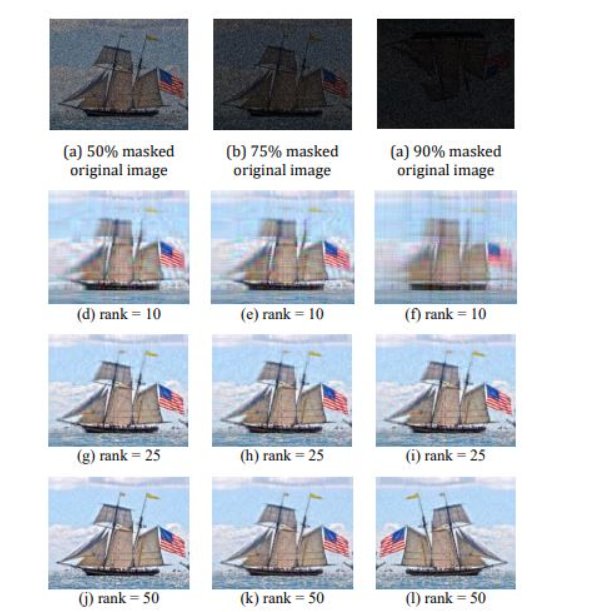 (a) 50% masked
original image
(b) 75% masked
original image
(a) 90% masked
original image
(d) rank = 10
(e) rank = 10
(f) rank = 10
(g) rank = 25
(h) rank = 25
(i) rank = 25
(j) rank = 50
(k) rank = 50
(l) rank = 50